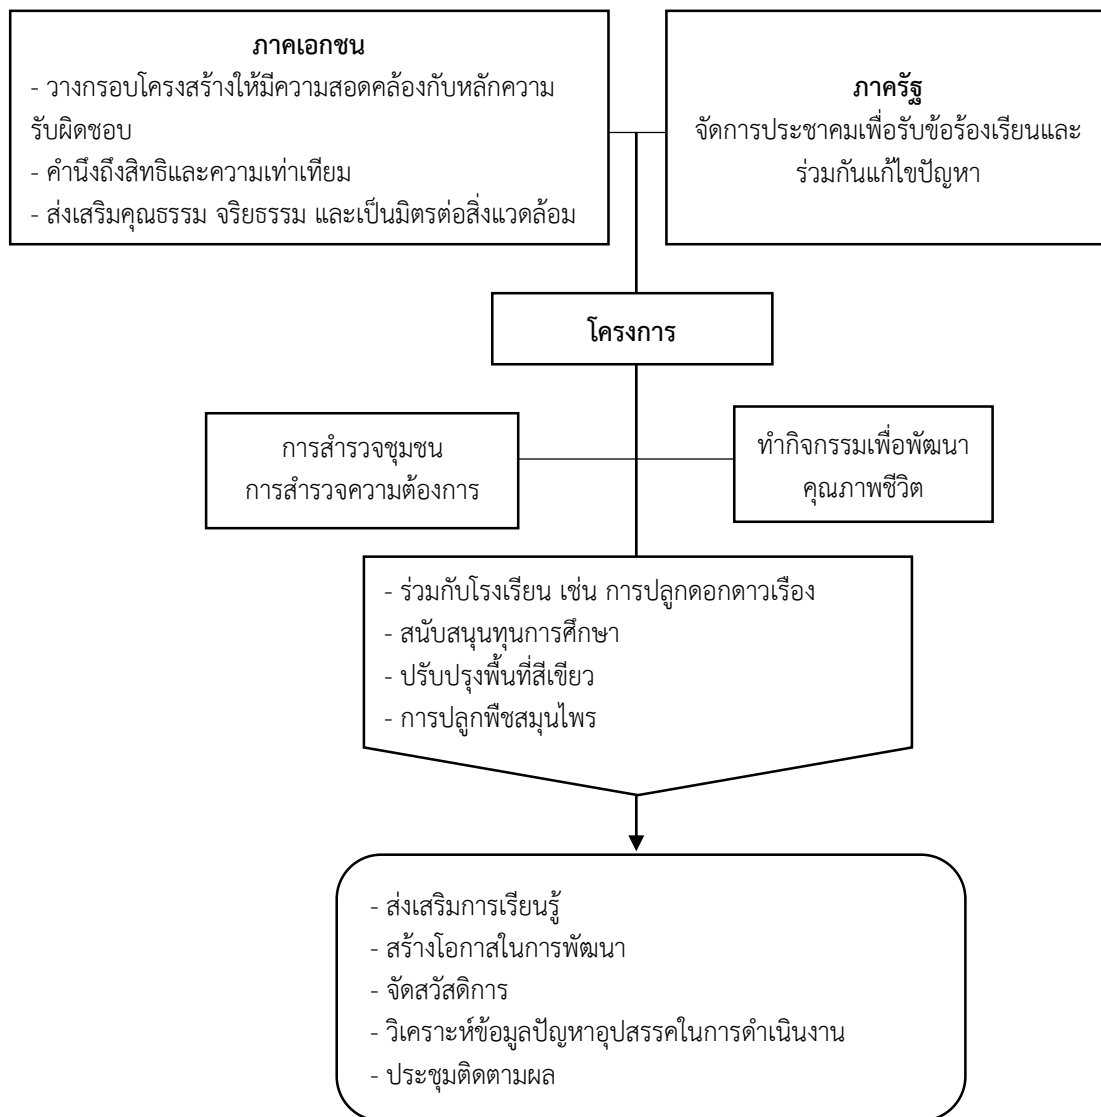 ภาคเอกชน
- วางกรอบโครงสร้างให้มีความสอดคล้องกับหลักความ
รับผิดชอบ
- คำนึงถึงสิทธิและความเท่าเทียม
- ส่งเสริมคุณธรรม จริยธรรม และเป็นมิตรต่อสิ่งแวดล้อม
ภาครัฐ
จัดการประชาคมเพื่อรับข้อร้องเรียนและ
ร่วมกันแก้ไขปัญหา
โครงการ
การสำรวจชุมชน
การสำรวจความต้องการ
ทำกิจกรรมเพื่อพัฒนา
คุณภาพชีวิต
- ร่วมกับโรงเรียน เช่น การปลูกดอกดาวเรือง
- สนับสนุนทุนการศึกษา
- ปรับปรุงพื้นที่สีเขียว
- การปลูกพืชสมุนไพร
- ส่งเสริมการเรียนรู้
- สร้างโอกาสในการพัฒนา
- จัดสวัสดิการ
- วิเคราะห์ข้อมูลปัญหาอุปสรรคในการดำเนินงาน
- ประชุมติดตามผล